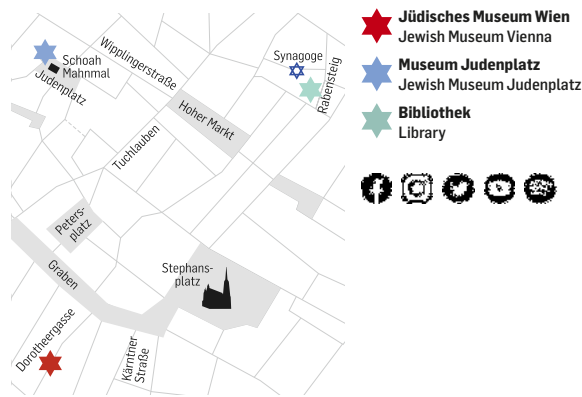 Schoah
Mahnmal
Judenplatz
Wipplingerstraße
Synagoge
Rabensteig
Hoher Markt
Tuchlauben
Peters-
platz
Graben
Stephans-
platz
Dorotheergasse
Kärntner
Straße
Jüdisches Museum Wien
Jewish Museum Vienna
Museum Judenplatz
Jewish Museum Judenplatz
Bibliothek
Library